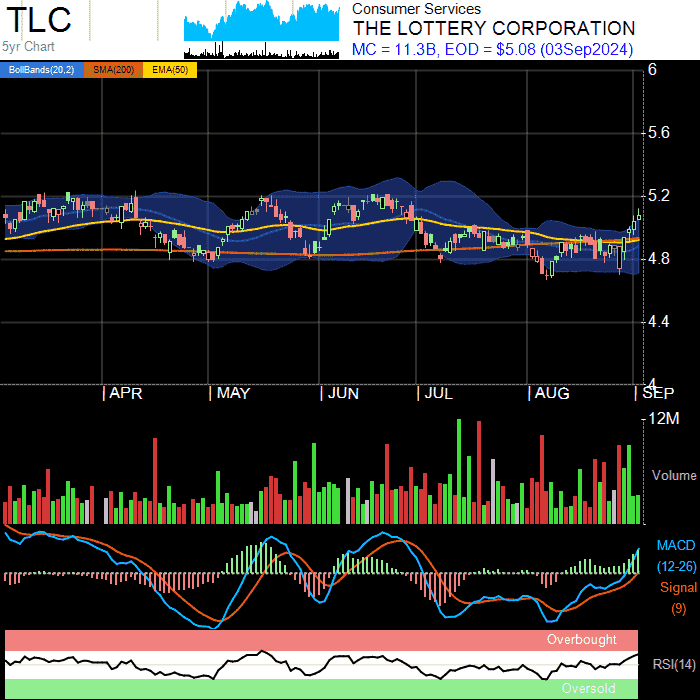 TLC
5yr Chart
Consumer Services
THE LOTTERY CORPORATION
MC = 11.3B, EOD = $5.08 (03Sep2024)
BollBands(20,2) SMA(200) EMA(50)
6
5.6
5.2
4.8
4.4
4
| APR | MAY | JUN | JUL | AUG | SEP
12M
Volume
MACD
(12-26)
Signal
(9)
Overbought
RSI(14)
Oversold